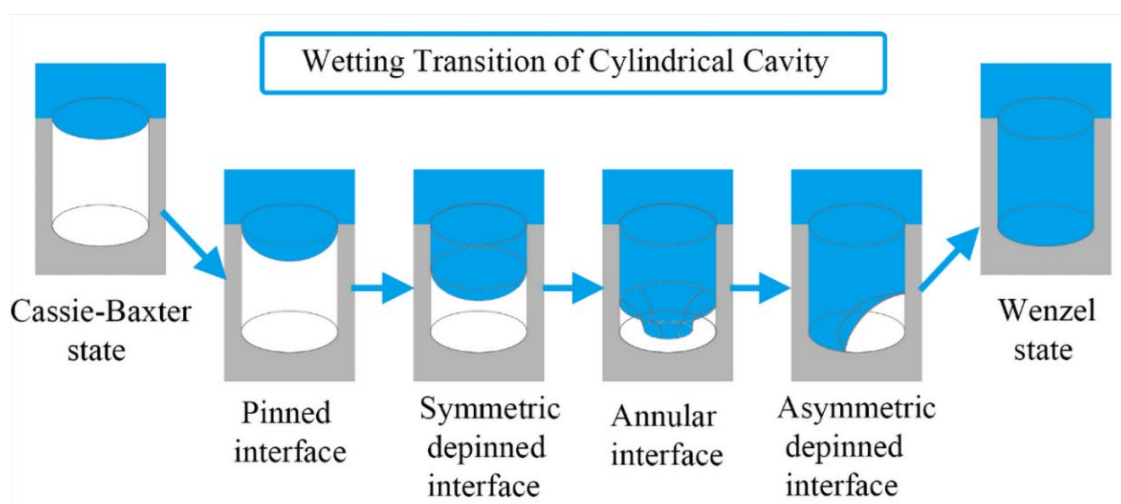 Wetting Transition of Cylindrical Cavity
Cassie-Baxter
state
Pinned
interface
Symmetric
depinned
interface
Annular
interface
Asymmetric
depinned
interface
Wenzel
state